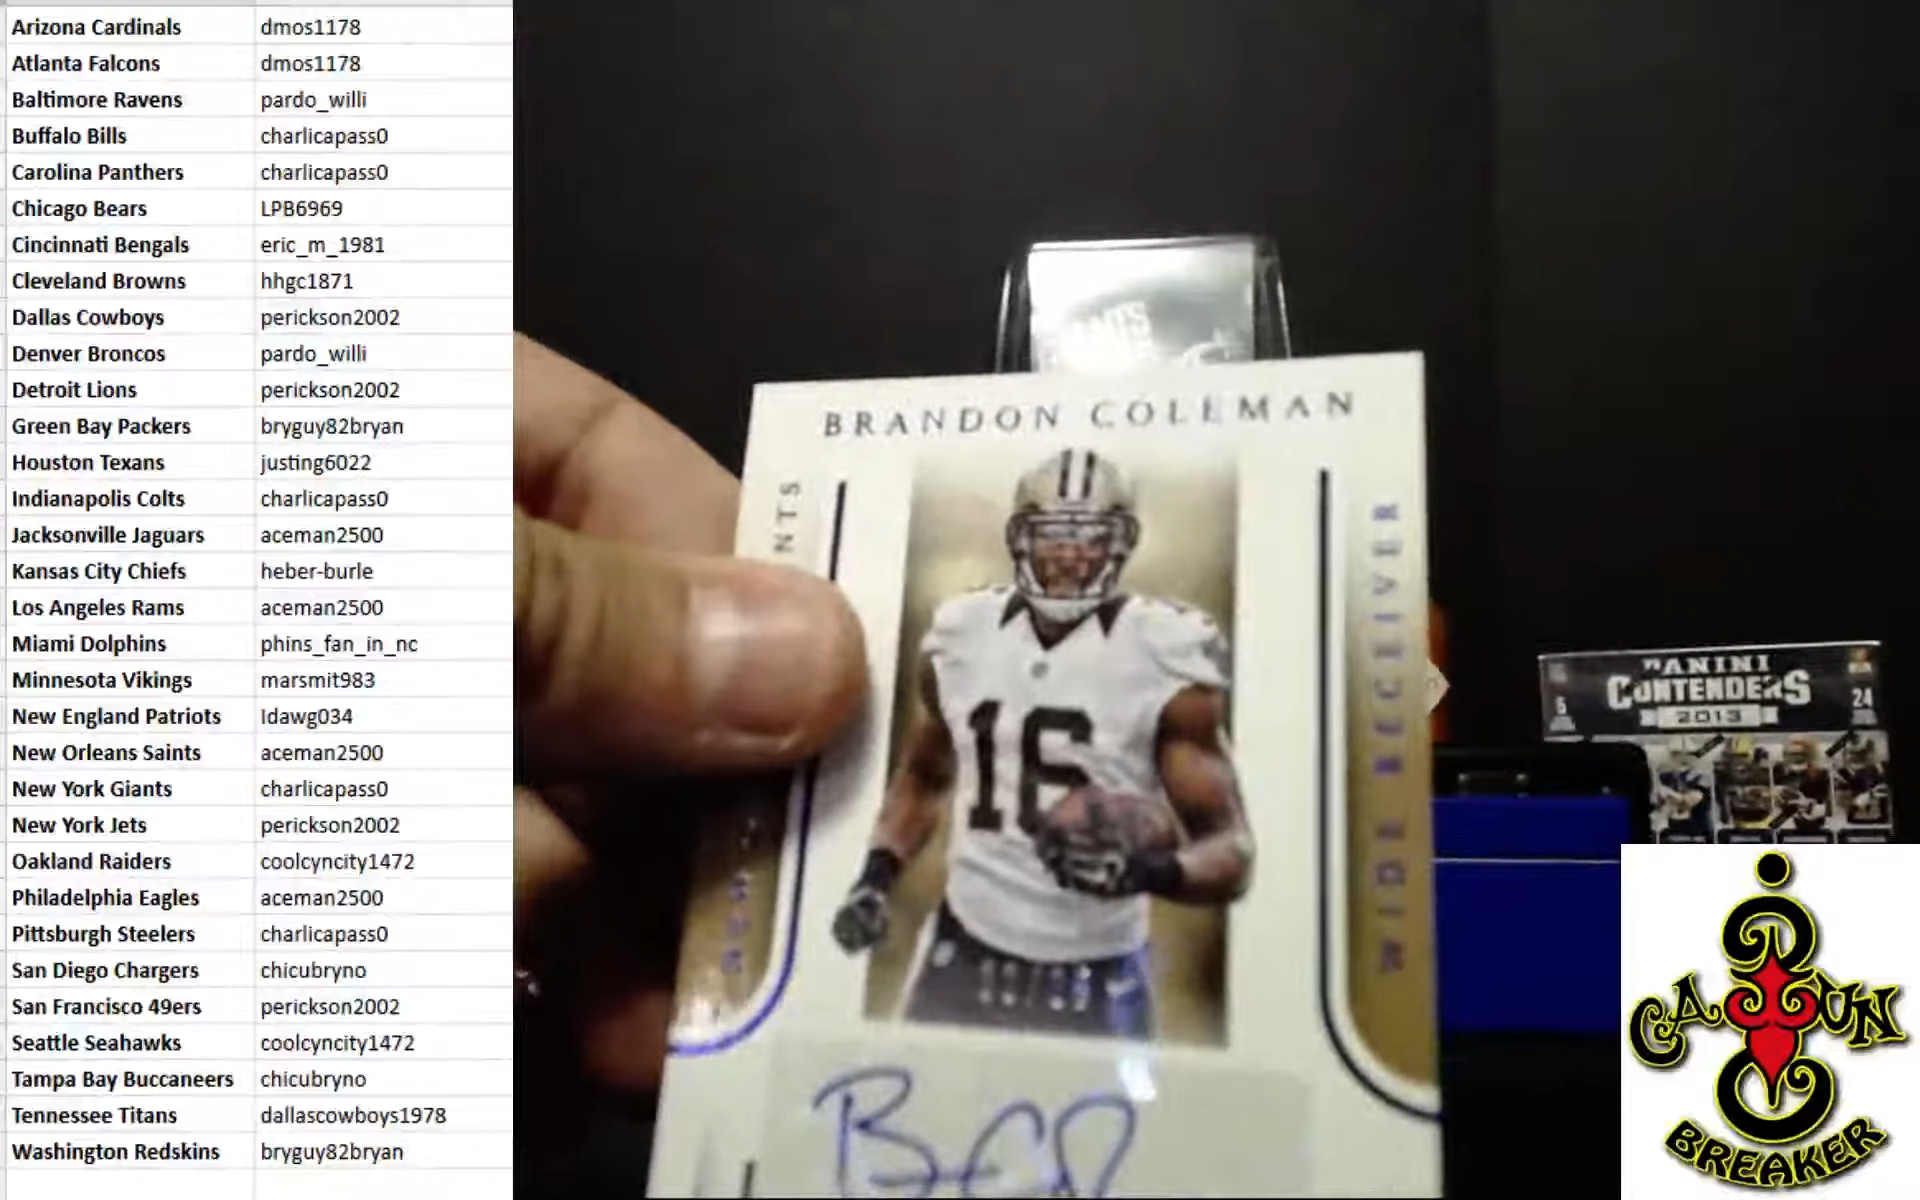 Arizona Cardinals dmos1178
Atlanta Falcons dmos1178
Baltimore Ravens pardo_willi
Buffalo Bills charlicapass0
Carolina Panthers charlicapass0
Chicago Bears LPB6969
Cincinnati Bengals eric_m_1981
Cleveland Browns hhgc1871
Dallas Cowboys perickson2002
Denver Broncos pardo_willi
Detroit Lions perickson2002
Green Bay Packers bryguy82bryan
Houston Texans justing6022
Indianapolis Colts charlicapass0
Jacksonville Jaguars aceman2500
Kansas City Chiefs heber-burle
Los Angeles Rams aceman2500
Miami Dolphins phins_fan_in_nc
Minnesota Vikings marsmit983
New England Patriots ldawg034
New Orleans Saints aceman2500
New York Giants charlicapass0
New York Jets perickson2002
Oakland Raiders coolcyncity1472
Philadelphia Eagles aceman2500
Pittsburgh Steelers charlicapass0
San Diego Chargers chicubryno
San Francisco 49ers perickson2002
Seattle Seahawks coolcyncity1472
Tampa Bay Buccaneers chicubryno
Tennessee Titans dallascowboys1978
Washington Redskins bryguy82bryan
BRANDON COLEMAN
WIDE RECEIVER
16
PANINI
CONTENDERS
2013
6
24
CAJUN
BREAKER